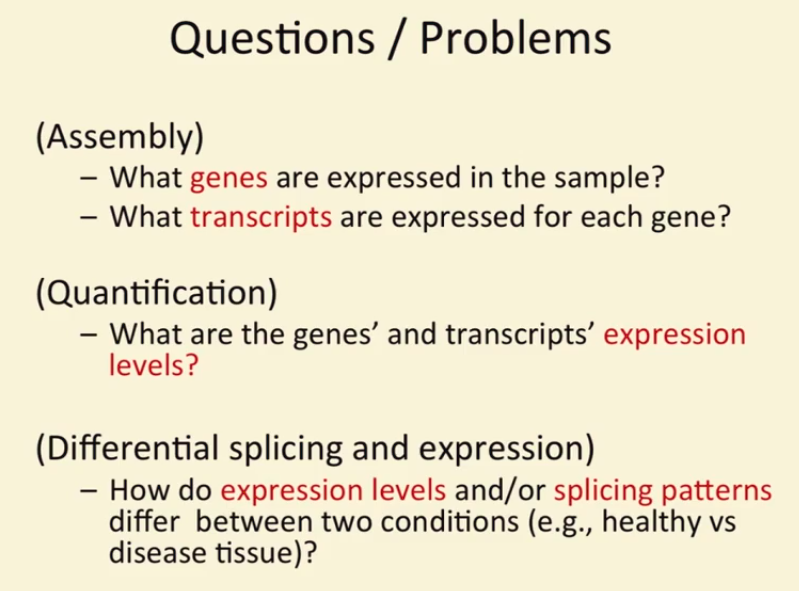 Questions / Problems
(Assembly)
– What genes are expressed in the sample?
– What transcripts are expressed for each gene?
(Quantification)
– What are the genes’ and transcripts’ expression
levels?
(Differential splicing and expression)
– How do expression levels and/or splicing patterns
differ  between two conditions (e.g., healthy vs
disease tissue)?